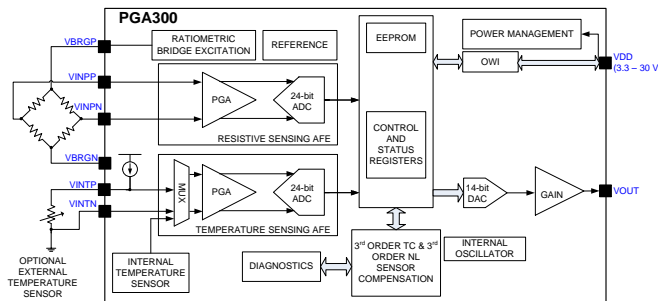 PGA300
VBRGP
RATIOMETRIC
BRIDGE EXCITATION
REFERENCE
EEPROM
POWER MANAGEMENT
OWI
VDD
(3.3 – 30 V
VINPP
PGA
24-bit
ADC
VINPN
RESISTIVE SENSING AFE
CONTROL
AND
STATUS
REGISTERS
VBRGN
VINTP
MUX
PGA
24-bit
ADC
14-bit
DAC
GAIN
VOUT
VINTN
TEMPERATURE SENSING AFE
INTERNAL
TEMPERATURE
SENSOR
DIAGNOSTICS
3rd ORDER TC & 3rd
ORDER NL
SENSOR
COMPENSATION
INTERNAL
OSCILLATOR
OPTIONAL
EXTERNAL
TEMPERATURE
SENSOR